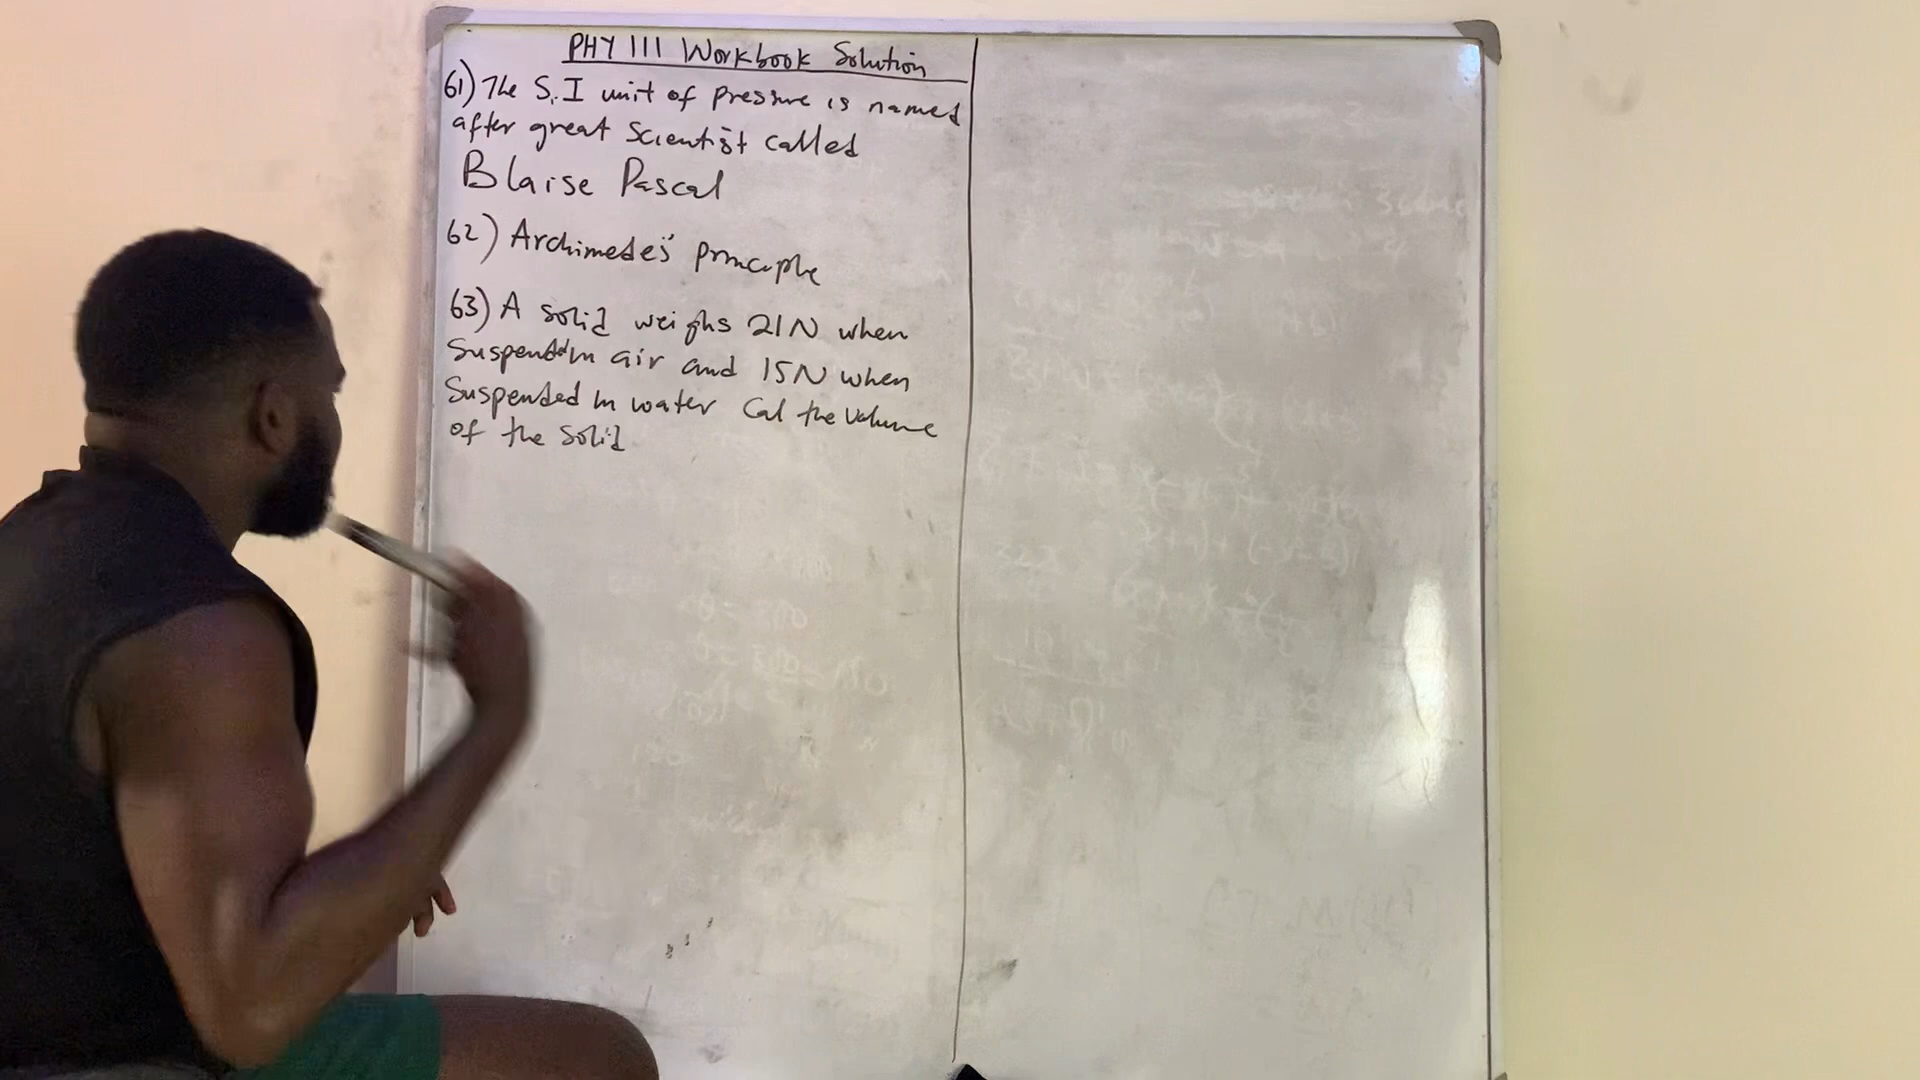 PHY 111 Workbook Solution
61) The S.I unit of pressure is named
after great Scientist called
Blaise Pascal
62) Archimedes' principle
63) A solid weighs 21N when
Suspendd in air and 15N when
Suspended in water Cal the volume
of the solid